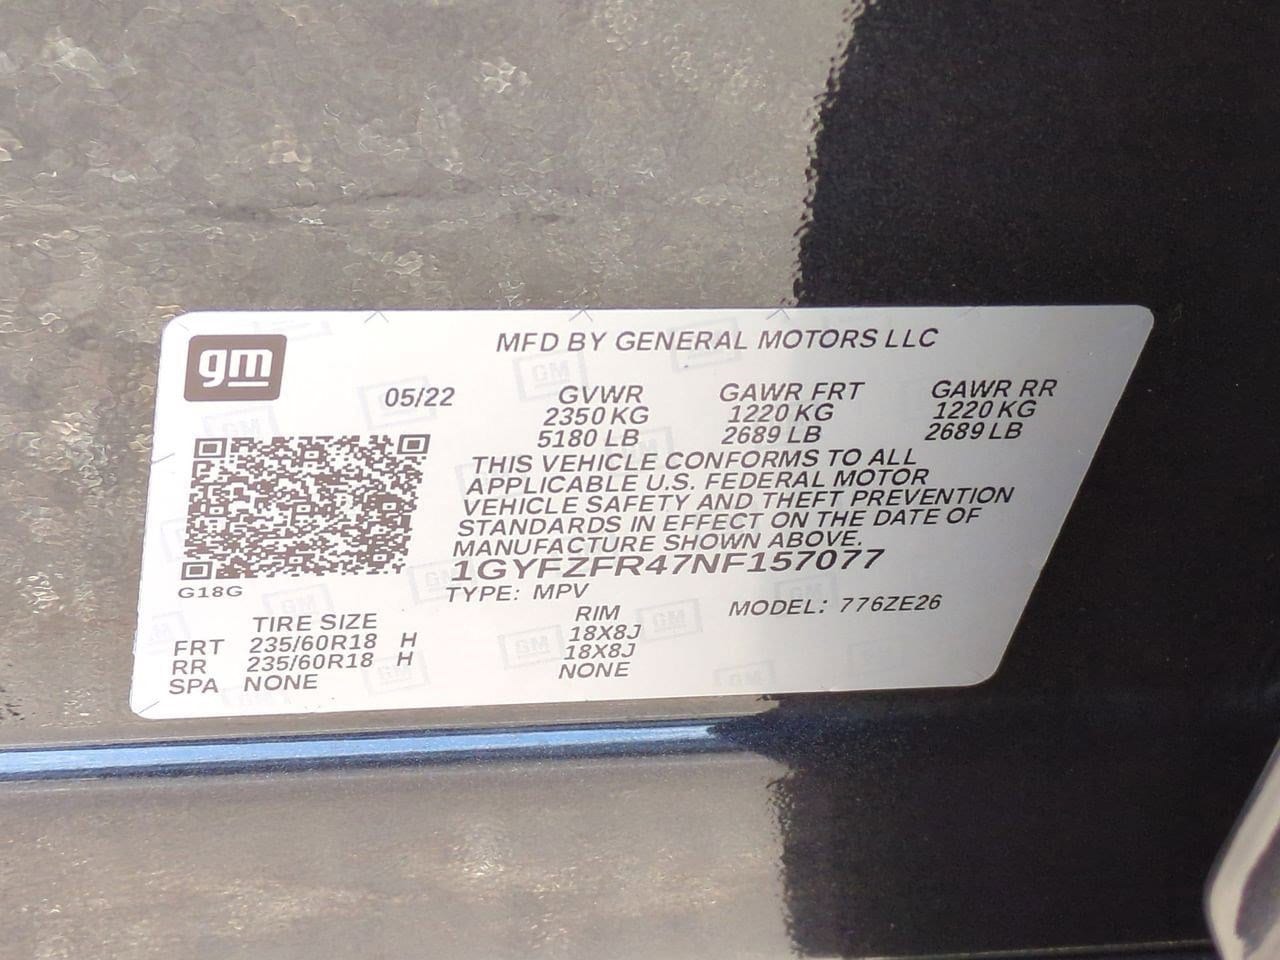 gm
MFD BY GENERAL MOTORS LLC
05/22 GVWR GAWR FRT GAWR RR
2350 KG 1220 KG 1220 KG
5180 LB 2689 LB 2689 LB
THIS VEHICLE CONFORMS TO ALL
APPLICABLE U.S. FEDERAL MOTOR
VEHICLE SAFETY AND THEFT PREVENTION
STANDARDS IN EFFECT ON THE DATE OF
MANUFACTURE SHOWN ABOVE.
1GYFZFR47NF157077
G18G TYPE: MPV MODEL: 776ZE26
TIRE SIZE RIM
FRT 235/60R18 H 18X8J
RR 235/60R18 H 18X8J
SPA NONE NONE